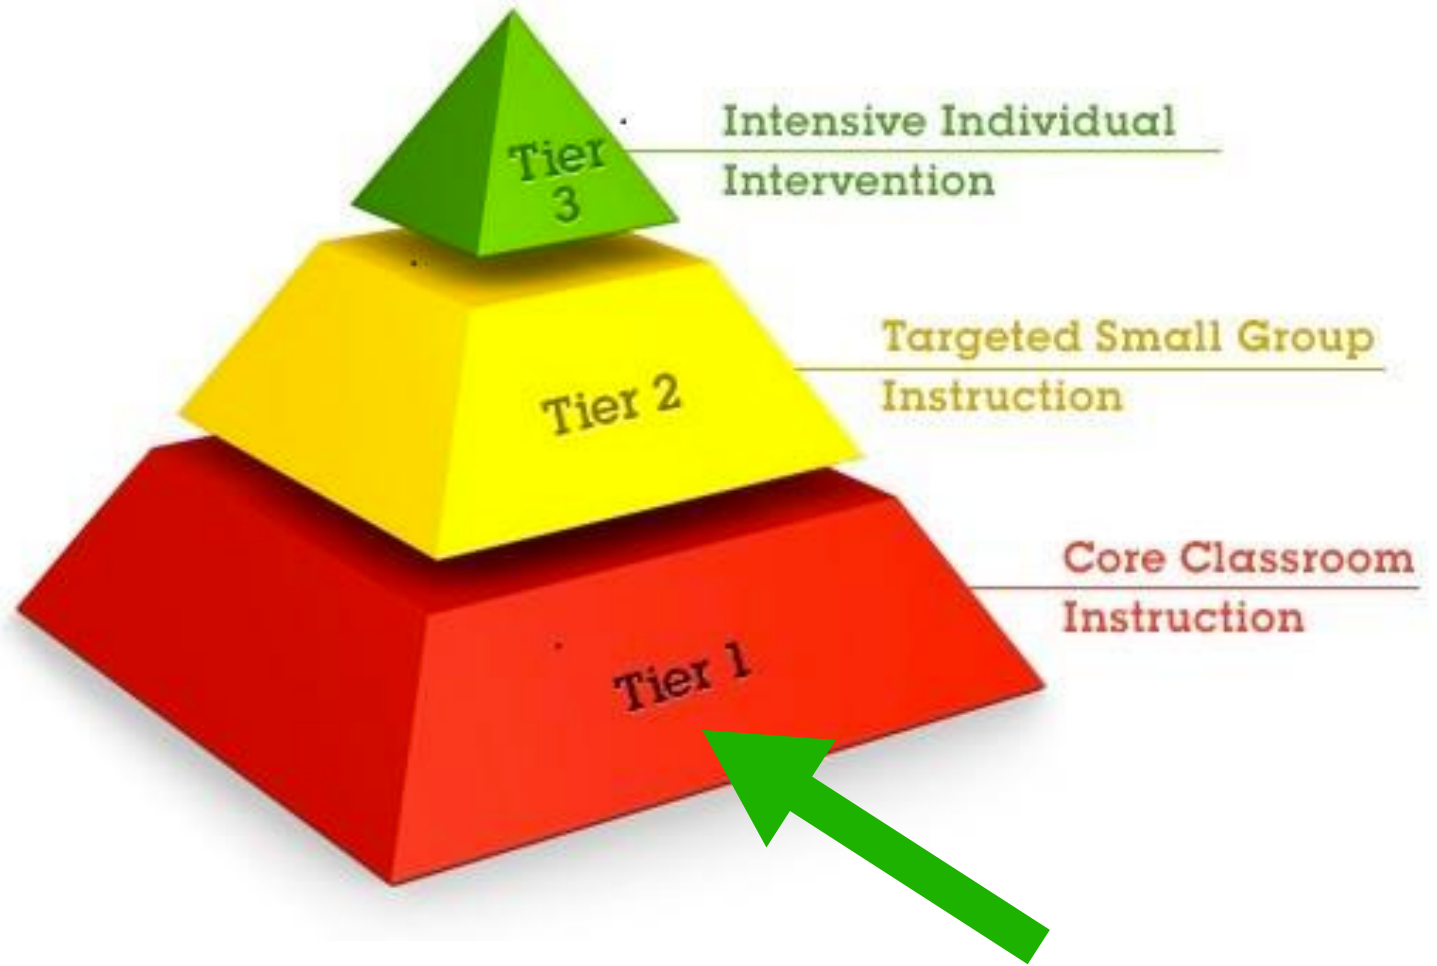 Tier
3
Intensive Individual
Intervention
Tier 2
Targeted Small Group
Instruction
Tier 1
Core Classroom
Instruction